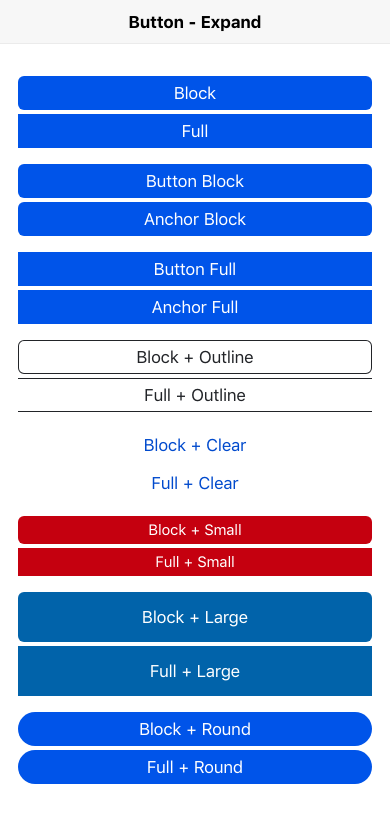 Button - Expand
Block
Full
Button Block
Anchor Block
Button Full
Anchor Full
Block + Outline
Full + Outline
Block + Clear
Full + Clear
Block + Small
Full + Small
Block + Large
Full + Large
Block + Round
Full + Round